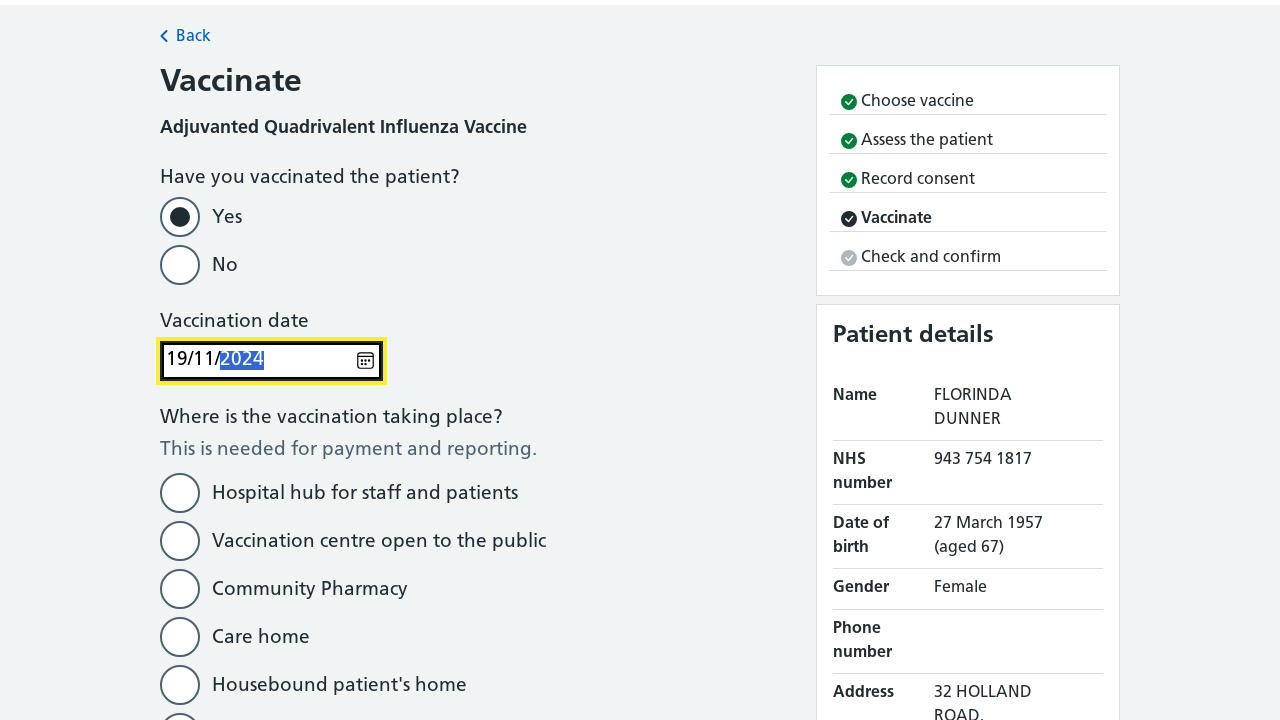 Back
Vaccinate
Adjuvanted Quadrivalent Influenza Vaccine
Have you vaccinated the patient?
Yes
No
Vaccination date
19/11/2024
Where is the vaccination taking place?
This is needed for payment and reporting.
Hospital hub for staff and patients
Vaccination centre open to the public
Community Pharmacy
Care home
Housebound patient's home
Choose vaccine
Assess the patient
Record consent
Vaccinate
Check and confirm
Patient details
Name FLORINDA
DUNNER
NHS 943 754 1817
number
Date of 27 March 1957
birth (aged 67)
Gender Female
Phone
number
Address 32 HOLLAND
ROAD,